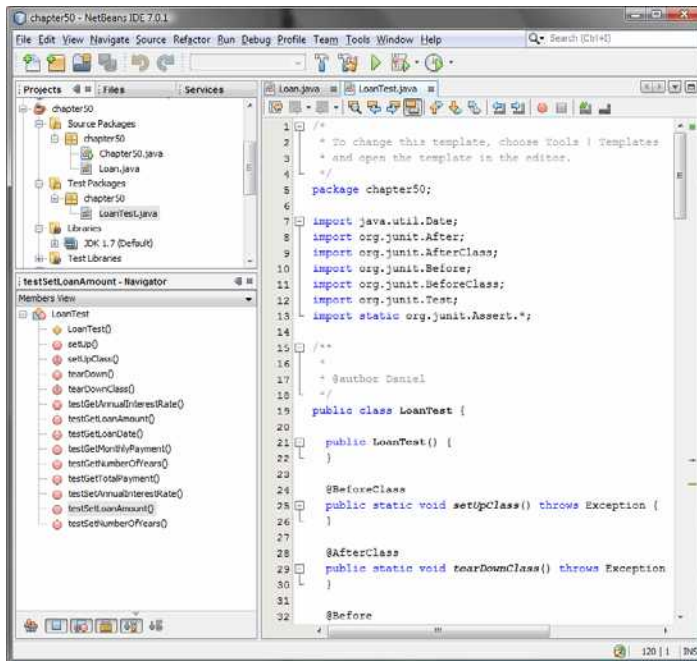 chapter50 - NetBeans IDE 7.0.1
File Edit View Navigate Source Refactor Run Debug Profile Team Tools Window Help
Search (Ctrl+I)
Projects
Files
Services
chapter50
Source Packages
chapter50
Chapter50.java
Loan.java
Test Packages
chapter50
LoanTest.java
Libraries
JDK 1.7 (Default)
Test Libraries
testSetLoanAmount - Navigator
Members View
LoanTest
LoanTest()
setUp()
setUpClass()
tearDown()
tearDownClass()
testGetAnnualInterestRate()
testGetLoanAmount()
testGetLoanDate()
testGetMonthlyPayment()
testGetNumberOfYears()
testGetTotalPayment()
testSetAnnualInterestRate()
testSetLoanAmount()
testSetNumberOfYears()
Loan.java
LoanTest.java
1 /*
2 * To change this template, choose Tools | Templates
3 * and open the template in the editor.
4 */
5 package chapter50;
6
7 import java.util.Date;
8 import org.junit.After;
9 import org.junit.AfterClass;
10 import org.junit.Before;
11 import org.junit.BeforeClass;
12 import org.junit.Test;
13 import static org.junit.Assert.*;
14
15 /**
16 *
17 * @author Daniel
18 */
19 public class LoanTest {
20
21 public LoanTest() {
22 }
23
24 @BeforeClass
25 public static void setUpClass() throws Exception {
26 }
27
28 @AfterClass
29 public static void tearDownClass() throws Exception
30 }
31
32 @Before
120 | 1 INS